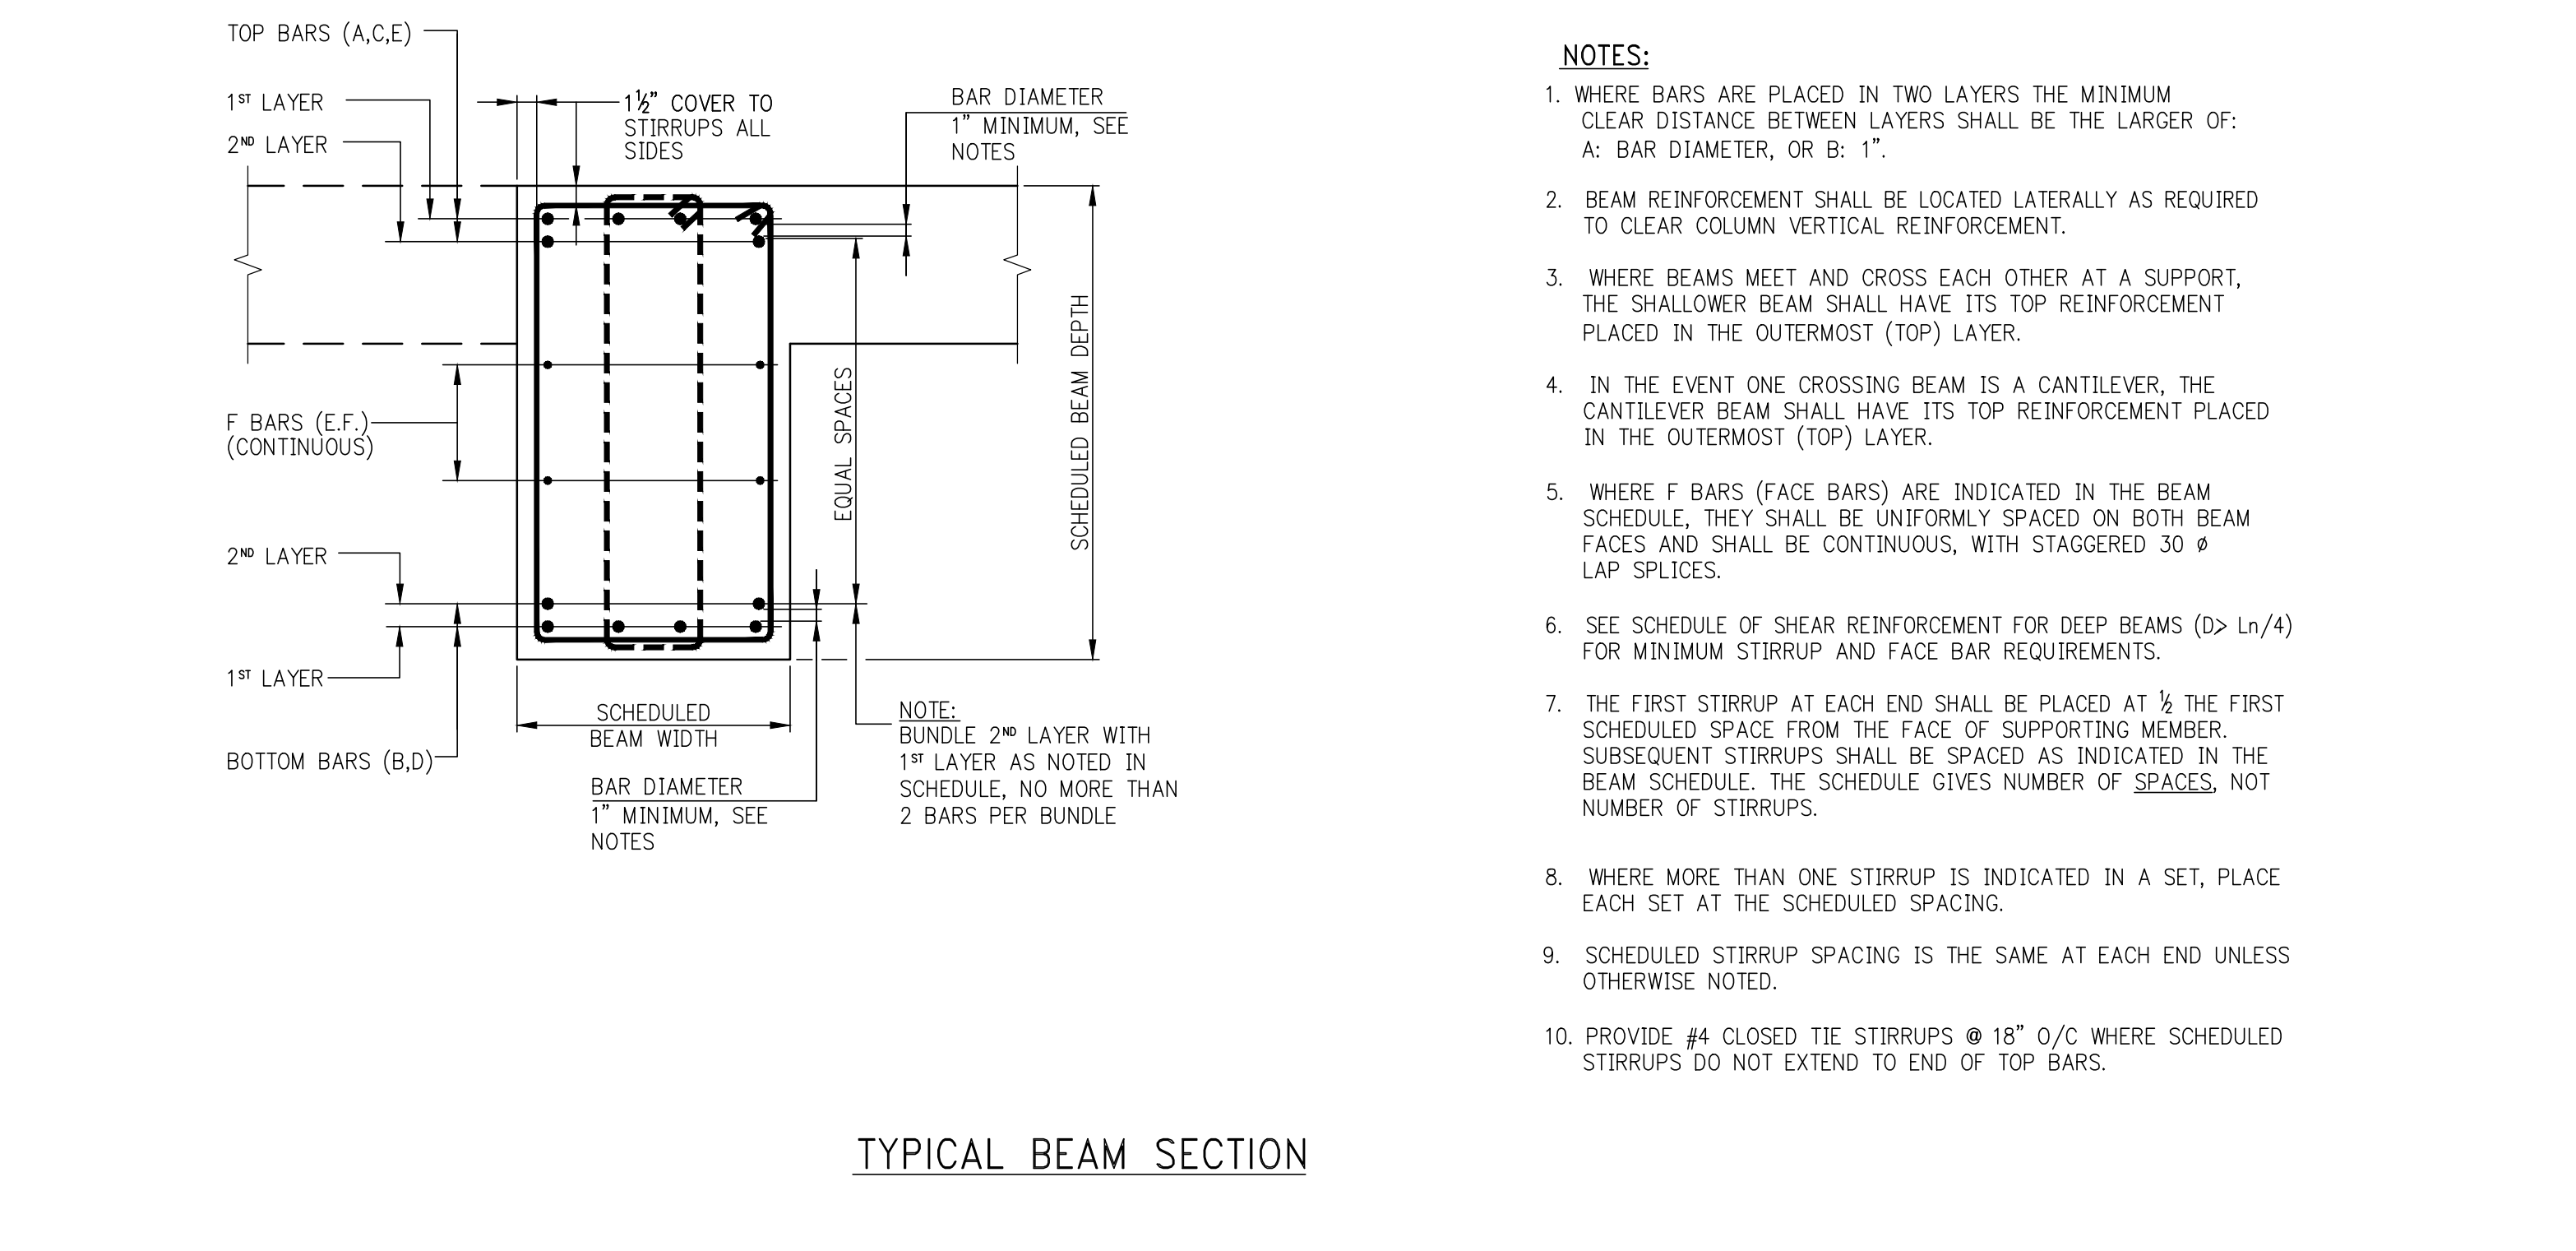 TOP BARS (A,C,E)
1ST LAYER
2ND LAYER
1½" COVER TO
STIRRUPS ALL
SIDES
BAR DIAMETER
1" MINIMUM, SEE
NOTES
F BARS (E.F.)
(CONTINUOUS)
EQUAL SPACES
SCHEDULED BEAM DEPTH
2ND LAYER
1ST LAYER
BOTTOM BARS (B,D)
SCHEDULED
BEAM WIDTH
BAR DIAMETER
1" MINIMUM, SEE
NOTES
NOTE:
BUNDLE 2ND LAYER WITH
1ST LAYER AS NOTED IN
SCHEDULE, NO MORE THAN
2 BARS PER BUNDLE
NOTES:
1. WHERE BARS ARE PLACED IN TWO LAYERS THE MINIMUM
CLEAR DISTANCE BETWEEN LAYERS SHALL BE THE LARGER OF:
A: BAR DIAMETER, OR B: 1".
2. BEAM REINFORCEMENT SHALL BE LOCATED LATERALLY AS REQUIRED
TO CLEAR COLUMN VERTICAL REINFORCEMENT.
3. WHERE BEAMS MEET AND CROSS EACH OTHER AT A SUPPORT,
THE SHALLOWER BEAM SHALL HAVE ITS TOP REINFORCEMENT
PLACED IN THE OUTERMOST (TOP) LAYER.
4. IN THE EVENT ONE CROSSING BEAM IS A CANTILEVER, THE
CANTILEVER BEAM SHALL HAVE ITS TOP REINFORCEMENT PLACED
IN THE OUTERMOST (TOP) LAYER.
5. WHERE F BARS (FACE BARS) ARE INDICATED IN THE BEAM
SCHEDULE, THEY SHALL BE UNIFORMLY SPACED ON BOTH BEAM
FACES AND SHALL BE CONTINUOUS, WITH STAGGERED 30 ø
LAP SPLICES.
6. SEE SCHEDULE OF SHEAR REINFORCEMENT FOR DEEP BEAMS (D> Ln/4)
FOR MINIMUM STIRRUP AND FACE BAR REQUIREMENTS.
7. THE FIRST STIRRUP AT EACH END SHALL BE PLACED AT ½ THE FIRST
SCHEDULED SPACE FROM THE FACE OF SUPPORTING MEMBER.
SUBSEQUENT STIRRUPS SHALL BE SPACED AS INDICATED IN THE
BEAM SCHEDULE. THE SCHEDULE GIVES NUMBER OF SPACES, NOT
NUMBER OF STIRRUPS.
8. WHERE MORE THAN ONE STIRRUP IS INDICATED IN A SET, PLACE
EACH SET AT THE SCHEDULED SPACING.
9. SCHEDULED STIRRUP SPACING IS THE SAME AT EACH END UNLESS
OTHERWISE NOTED.
10. PROVIDE #4 CLOSED TIE STIRRUPS @ 18" O/C WHERE SCHEDULED
STIRRUPS DO NOT EXTEND TO END OF TOP BARS.
TYPICAL BEAM SECTION